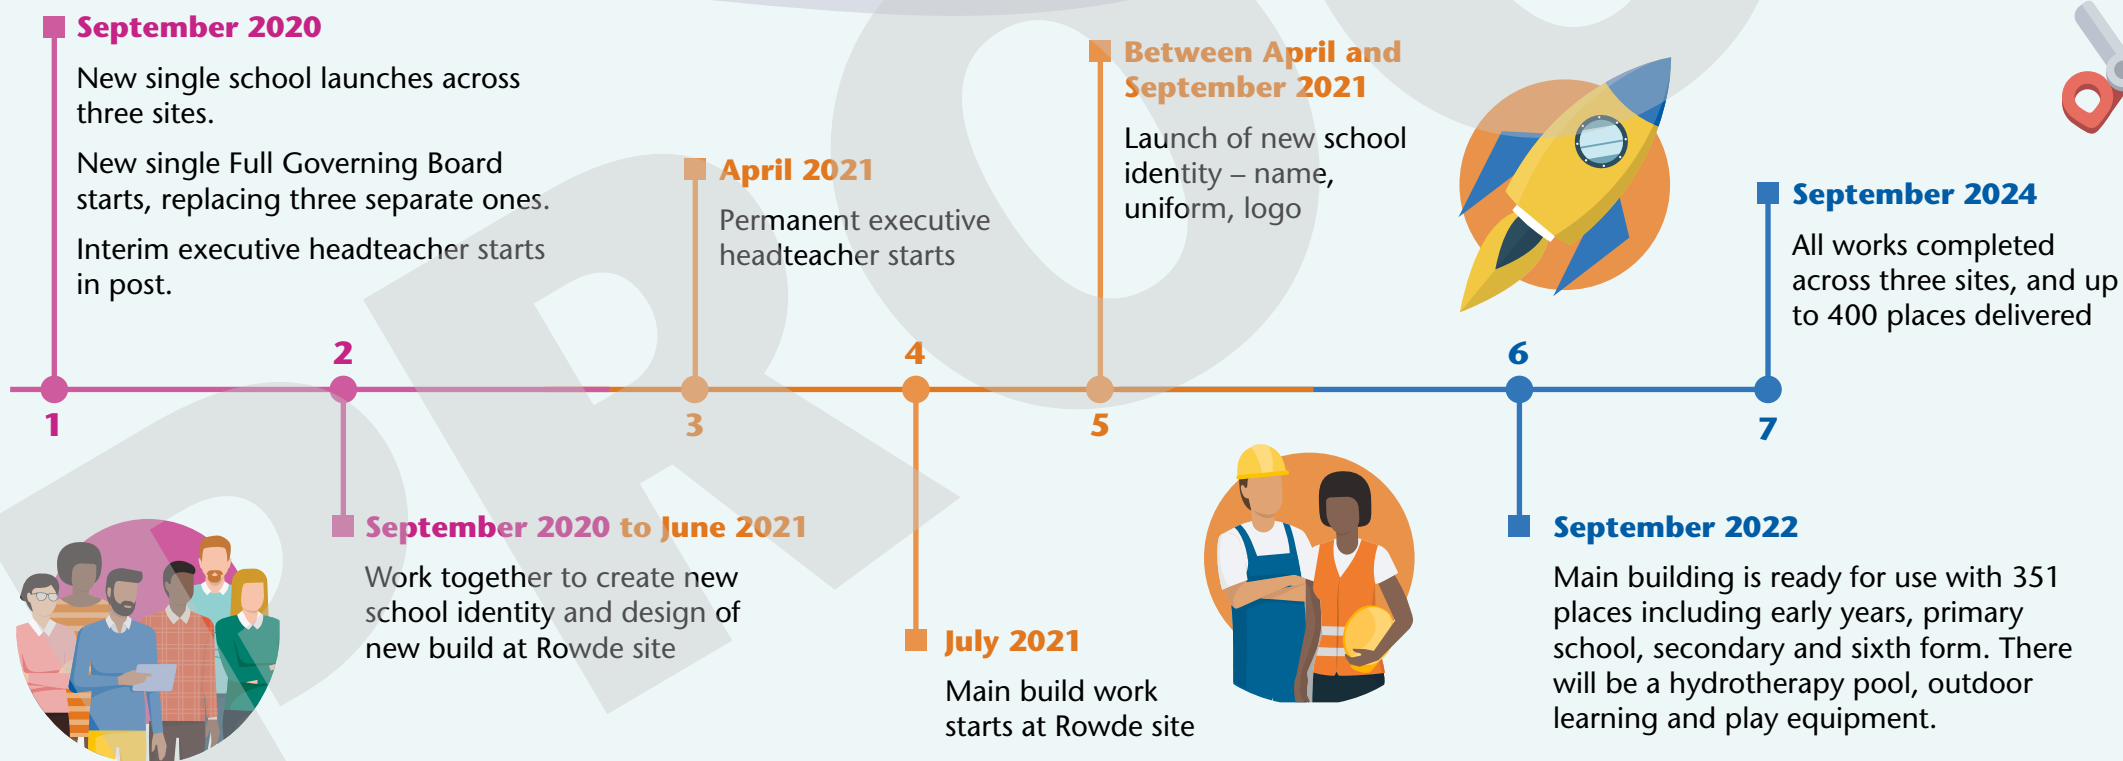 September 2020
New single school launches across
three sites.
New single Full Governing Board
starts, replacing three separate ones.
Interim executive headteacher starts
in post.
1
2
September 2020 to June 2021
Work together to create new
school identity and design of
new build at Rowde site
April 2021
Permanent executive
headteacher starts
3
4
July 2021
Main build work
starts at Rowde site
Between April and
September 2021
Launch of new school
identity – name,
uniform, logo
5
6
September 2022
Main building is ready for use with 351
places including early years, primary
school, secondary and sixth form. There
will be a hydrotherapy pool, outdoor
learning and play equipment.
September 2024
All works completed
across three sites, and up
to 400 places delivered
7
PRO